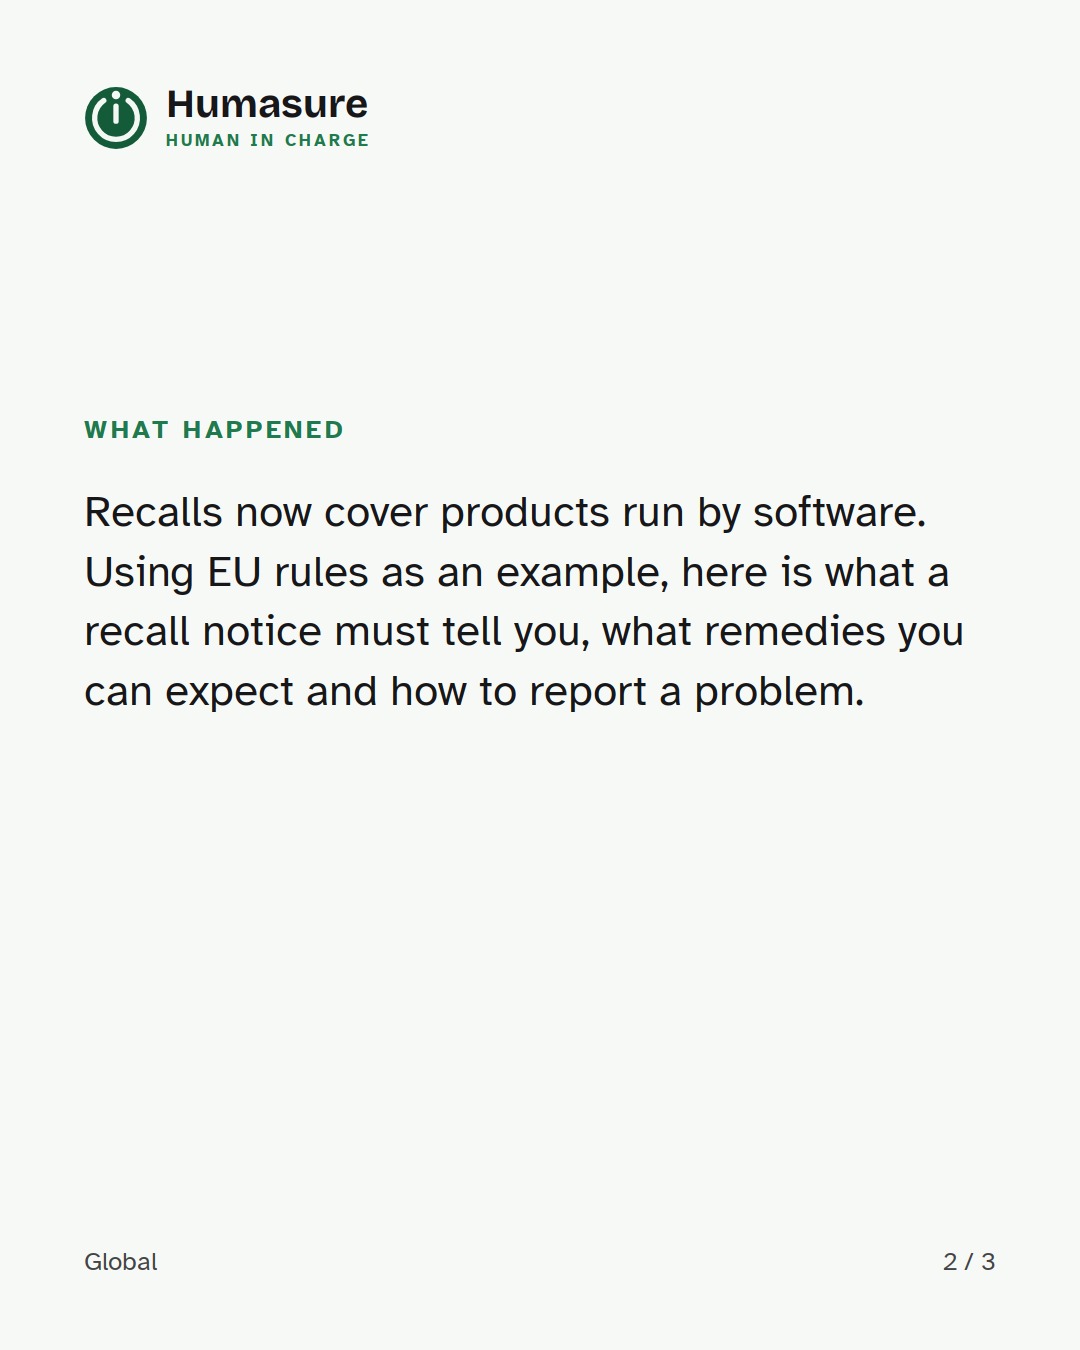 Humasure
HUMAN IN CHARGE
WHAT HAPPENED
Recalls now cover products run by software.
Using EU rules as an example, here is what a
recall notice must tell you, what remedies you
can expect and how to report a problem.
Global
2 / 3